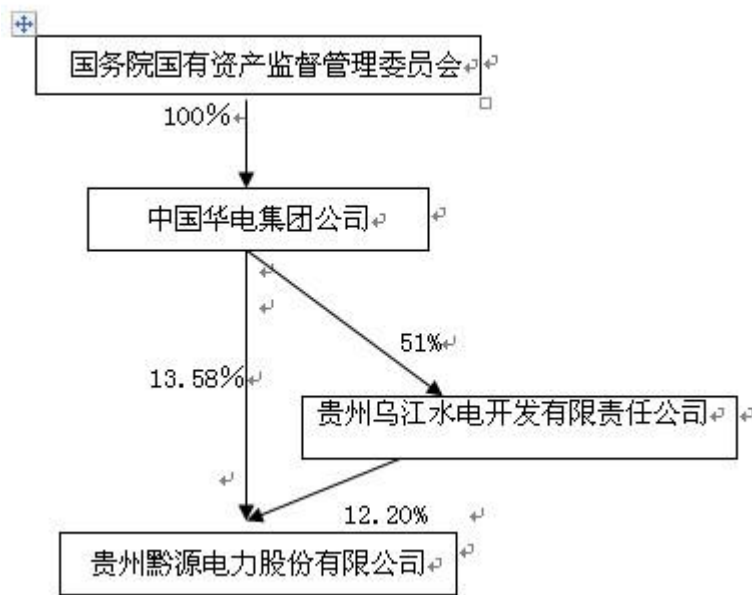 国务院国有资产监督管理委员会
100%
中国华电集团公司
51%
13.58%
贵州乌江水电开发有限责任公司
12.20%
贵州黔源电力股份有限公司